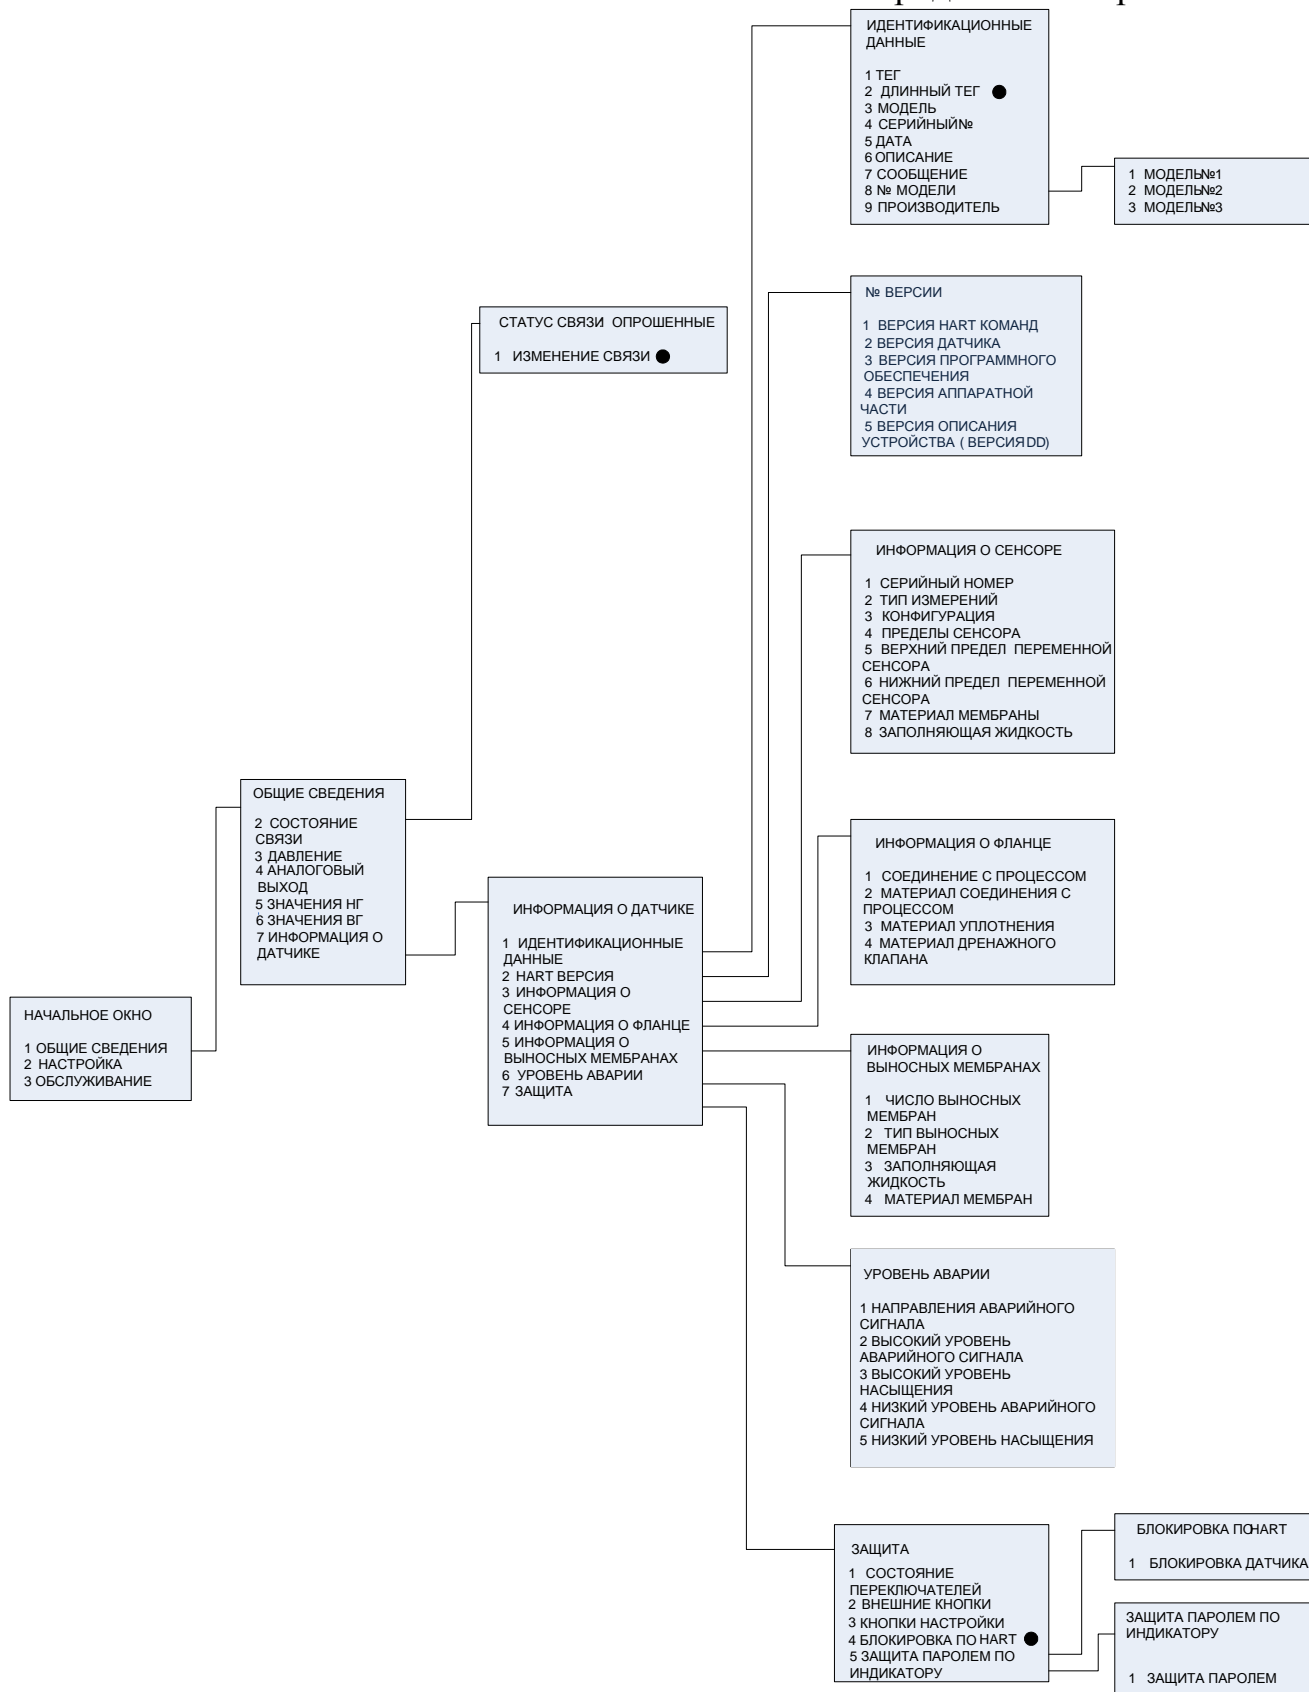 ИДЕНТИФИКАЦИОННЫЕ
ДАННЫЕ
1 ТЕГ
2 ДЛИННЫЙ ТЕГ
3 МОДЕЛЬ
4 СЕРИЙНЫЙ№
5 ДАТА
6 ОПИСАНИЕ
7 СООБЩЕНИЕ
8 № МОДЕЛИ
9 ПРОИЗВОДИТЕЛЬ
1 МОДЕЛЬ№1
2 МОДЕЛЬ№2
3 МОДЕЛЬ№3
№ ВЕРСИИ
1 ВЕРСИЯ HART КОМАНД
2 ВЕРСИЯ ДАТЧИКА
3 ВЕРСИЯ ПРОГРАММНОГО
ОБЕСПЕЧЕНИЯ
4 ВЕРСИЯ АППАРАТНОЙ
ЧАСТИ
5 ВЕРСИЯ ОПИСАНИЯ
УСТРОЙСТВА ( ВЕРСИЯ DD)
СТАТУС СВЯЗИ ОПРОШЕННЫЕ
1 ИЗМЕНЕНИЕ СВЯЗИ
ИНФОРМАЦИЯ О СЕНСОРЕ
1 СЕРИЙНЫЙ НОМЕР
2 ТИП ИЗМЕРЕНИЙ
3 КОНФИГУРАЦИЯ
4 ПРЕДЕЛЫ СЕНСОРА
5 ВЕРХНИЙ ПРЕДЕЛ ПЕРЕМЕННОЙ
СЕНСОРА
6 НИЖНИЙ ПРЕДЕЛ ПЕРЕМЕННОЙ
СЕНСОРА
7 МАТЕРИАЛ МЕМБРАНЫ
8 ЗАПОЛНЯЮЩАЯ ЖИДКОСТЬ
ОБЩИЕ СВЕДЕНИЯ
2 СОСТОЯНИЕ
СВЯЗИ
3 ДАВЛЕНИЕ
4 АНАЛОГОВЫЙ
ВЫХОД
5 ЗНАЧЕНИЯ НГ
6 ЗНАЧЕНИЯ ВГ
7 ИНФОРМАЦИЯ О
ДАТЧИКЕ
ИНФОРМАЦИЯ О ФЛАНЦЕ
1 СОЕДИНЕНИЕ С ПРОЦЕССОМ
2 МАТЕРИАЛ СОЕДИНЕНИЯ С
ПРОЦЕССОМ
3 МАТЕРИАЛ УПЛОТНЕНИЯ
4 МАТЕРИАЛ ДРЕНАЖНОГО
КЛАПАНА
ИНФОРМАЦИЯ О ДАТЧИКЕ
1 ИДЕНТИФИКАЦИОННЫЕ
ДАННЫЕ
2 HART ВЕРСИЯ
3 ИНФОРМАЦИЯ О
СЕНСОРЕ
4 ИНФОРМАЦИЯ О ФЛАНЦЕ
5 ИНФОРМАЦИЯ О
ВЫНОСНЫХ МЕМБРАНАХ
6 УРОВЕНЬ АВАРИИ
7 ЗАЩИТА
НАЧАЛЬНОЕ ОКНО
1 ОБЩИЕ СВЕДЕНИЯ
2 НАСТРОЙКА
3 ОБСЛУЖИВАНИЕ
ИНФОРМАЦИЯ О
ВЫНОСНЫХ МЕМБРАНАХ
1 ЧИСЛО ВЫНОСНЫХ
МЕМБРАН
2 ТИП ВЫНОСНЫХ
МЕМБРАН
3 ЗАПОЛНЯЮЩАЯ
ЖИДКОСТЬ
4 МАТЕРИАЛ МЕМБРАН
УРОВЕНЬ АВАРИИ
1 НАПРАВЛЕНИЯ АВАРИЙНОГО
СИГНАЛА
2 ВЫСОКИЙ УРОВЕНЬ
АВАРИЙНОГО СИГНАЛА
3 ВЫСОКИЙ УРОВЕНЬ
НАСЫЩЕНИЯ
4 НИЗКИЙ УРОВЕНЬ АВАРИЙНОГО
СИГНАЛА
5 НИЗКИЙ УРОВЕНЬ НАСЫЩЕНИЯ
ЗАЩИТА
1 СОСТОЯНИЕ
ПЕРЕКЛЮЧАТЕЛЕЙ
2 ВНЕШНИЕ КНОПКИ
3 КНОПКИ НАСТРОЙКИ
4 БЛОКИРОВКА ПО HART
5 ЗАЩИТА ПАРОЛЕМ ПО
ИНДИКАТОРУ
БЛОКИРОВКА ПО HART
1 БЛОКИРОВКА ДАТЧИКА
ЗАЩИТА ПАРОЛЕМ ПО
ИНДИКАТОРУ
1 ЗАЩИТА ПАРОЛЕМ